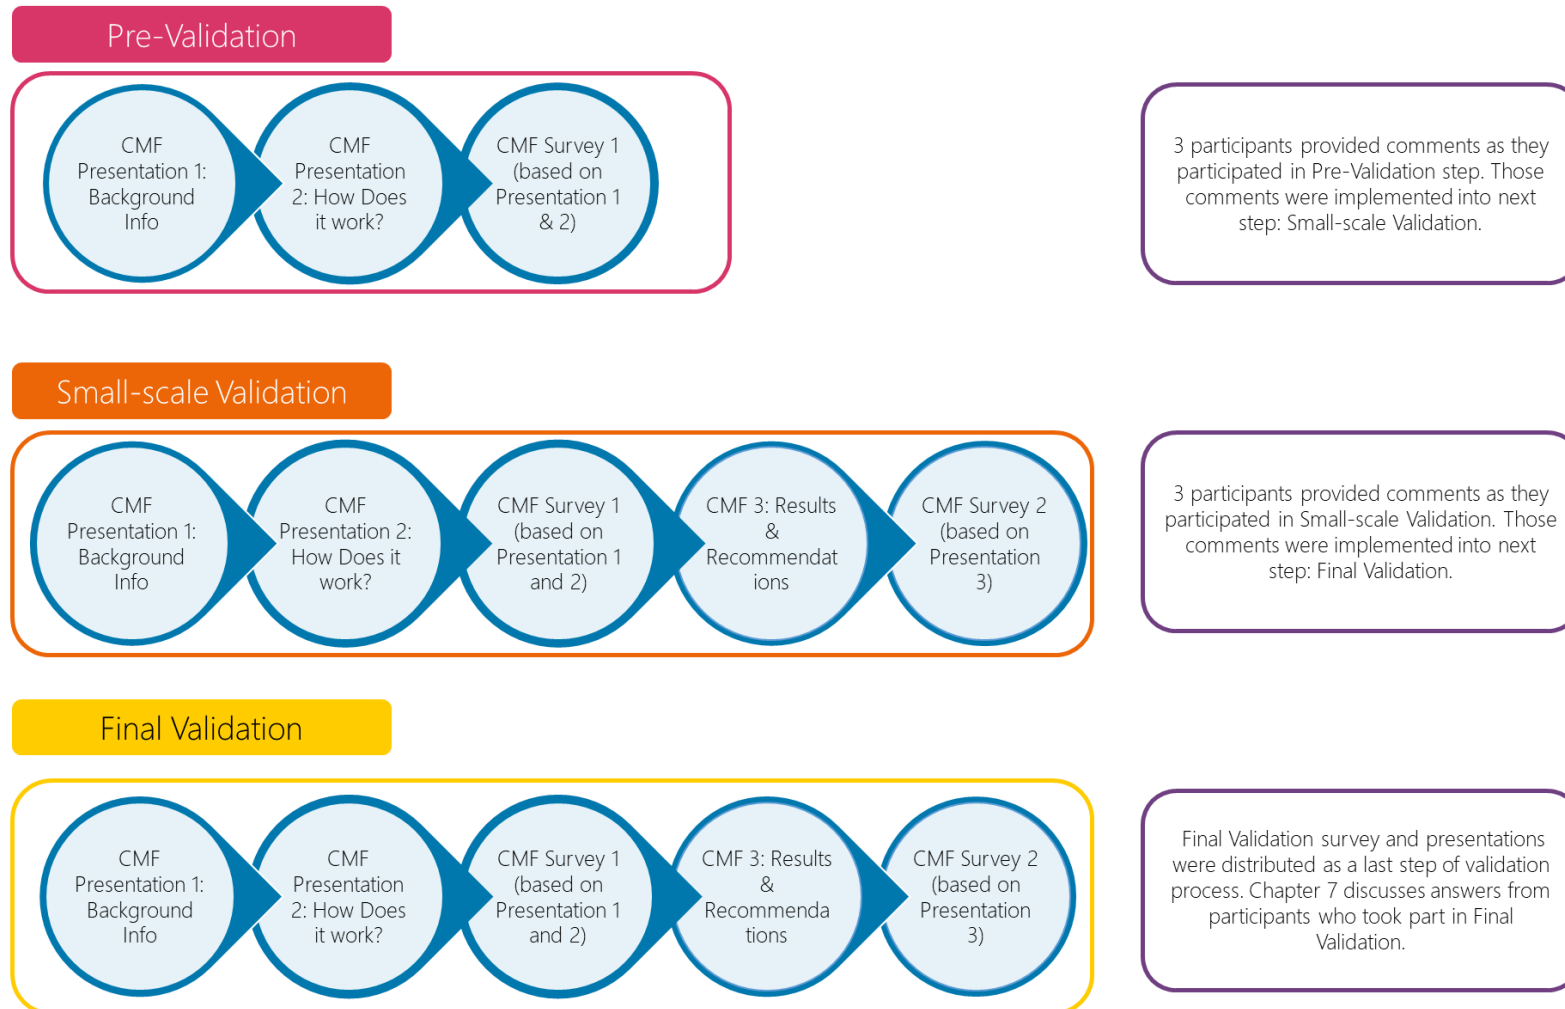 Pre-Validation
CMF
Presentation 1:
Background
Info
CMF
Presentation
2: How Does
it work?
CMF Survey 1
(based on
Presentation 1
& 2)
3 participants provided comments as they
participated in Pre-Validation step. Those
comments were implemented into next
step: Small-scale Validation.
Small-scale Validation
CMF
Presentation 1:
Background
Info
CMF
Presentation 2:
How Does it
work?
CMF Survey 1
(based on
Presentation 1
and 2)
CMF 3: Results
&
Recommendat
ions
CMF Survey 2
(based on
Presentation
3)
3 participants provided comments as they
participated in Small-scale Validation. Those
comments were implemented into next
step: Final Validation.
Final Validation
CMF
Presentation 1:
Background
Info
CMF
Presentation
2: How Does
it work?
CMF Survey 1
(based on
Presentation 1
and 2)
CMF 3: Results
&
Recommenda
tions
CMF Survey 2
(based on
Presentation
3)
Final Validation survey and presentations
were distributed as a last step of validation
process. Chapter 7 discusses answers from
participants who took part in Final
Validation.